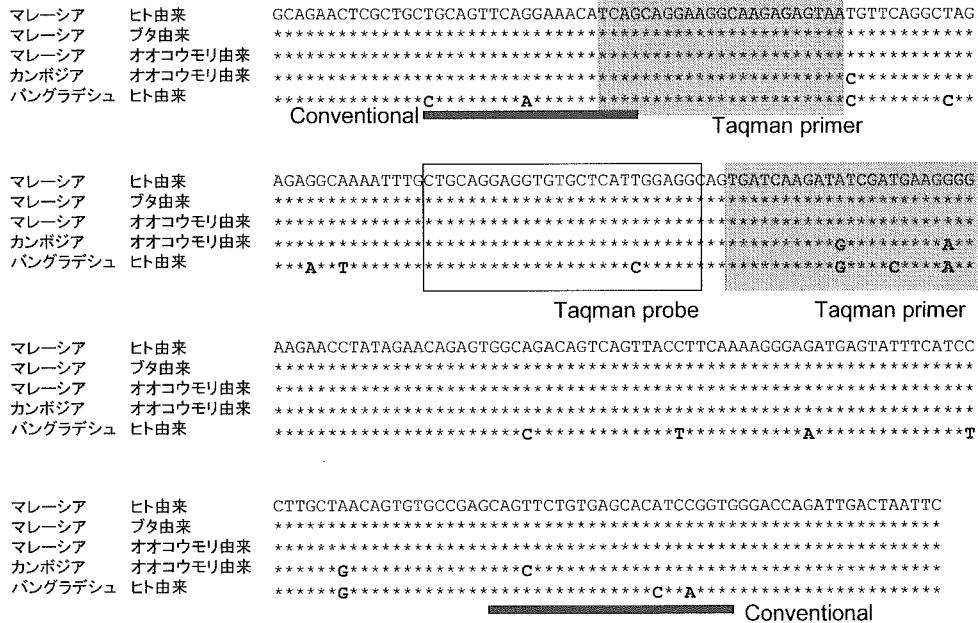 マレーシア ヒト由来 GCAGAACTCGCTGCTGCAGTTCAGGAAACATCAGCAGGAAGGCAAGAGAGTAATGTTCAGGCTAG
マレーシア ブタ由来 *****************************************************************
マレーシア オオコウモリ由来 *****************************************************************
カンボジア オオコウモリ由来 *****************************************************C***********
バングラデシュ ヒト由来 **************C********A*****************************C********C**
Conventional Taqman primer
マレーシア ヒト由来 AGAGGCAAAATTTGCTGCAGGAGGTGTGCTCATTGGAGGCAGTGATCAAGATATCGATGAAGGGG
マレーシア ブタ由来 *****************************************************************
マレーシア オオコウモリ由来 *****************************************************************
カンボジア オオコウモリ由来 ****************************************************G*********A**
バングラデシュ ヒト由来 ***A**T**************************C******************G****C****A**
Taqman probe Taqman primer
マレーシア ヒト由来 AAGAACCTATAGAACAGAGTGGCAGACAGTCAGTTACCTTCAAAAGGGAGATGAGTATTTCATCC
マレーシア ブタ由来 *****************************************************************
マレーシア オオコウモリ由来 *****************************************************************
カンボジア オオコウモリ由来 *****************************************************************
バングラデシュ ヒト由来 ***********************C*************T***********A**************T
マレーシア ヒト由来 CTTGCTAACAGTGTGCCGAGCAGTTCTGTGAGCACATCCGGTGGGACCAGATTGACTAATTC
マレーシア ブタ由来 **************************************************************
マレーシア オオコウモリ由来 **************************************************************
カンボジア オオコウモリ由来 ******G****************C**************************************
バングラデシュ ヒト由来 ******G****************************C**A***********************
Conventional